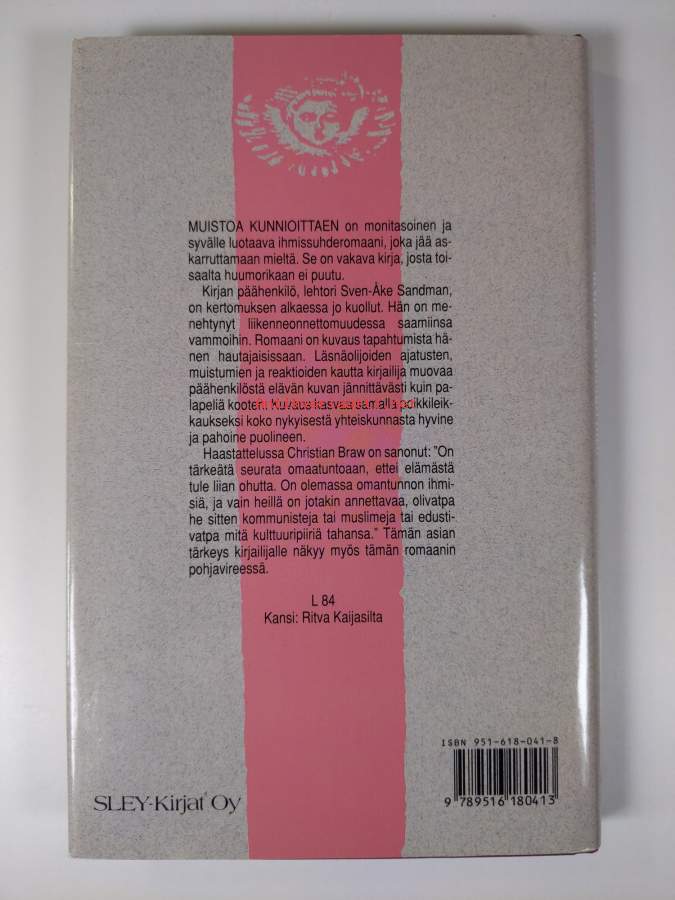 MUISTOA KUNNIOITTAEN on monitasoinen ja
syvälle luotaava ihmissuhderomaani, joka jää as-
karruttamaan mieltä. Se on vakava kirja, josta toi-
saalta huumorikaan ei puutu.
Kirjan päähenkilö, lehtori Sven-Åke Sandman,
on kertomuksen alkaessa jo kuollut. Hän on me-
nehtynyt liikenneonnettomuudessa saamiinsa
vammoihin. Romaani on kuvaus tapahtumista hä-
nen hautajaisissaan. Läsnäolijoiden ajatusten,
muistumien ja reaktioiden kautta kirjailija muovaa
päähenkilöstä elävän kuvan jännittävästi kuin pa-
lapeliä kooten. Kuvaus kasvaa samalla poikkileik-
kaukseksi koko nykyisestä yhteiskunnasta hyvine
ja pahoine puolineen.
Haastattelussa Christian Braw on sanonut: "On
tärkeätä seurata omaatuntoaan, ettei elämästä
tule liian ohutta. On olemassa omantunnon ihmi-
siä, ja vain heillä on jotakin annettavaa, olivatpa
he sitten kommunisteja tai muslimeja tai edusti-
vatpa mitä kulttuuripiiriä tahansa." Tämän asian
tärkeys kirjailijalle näkyy myös tämän romaanin
pohjavireessä.
L 84
Kansi: Ritva Kaijasilta
ISBN 951-618-041-8
9 789516 180413
SLEY-Kirjat Oy